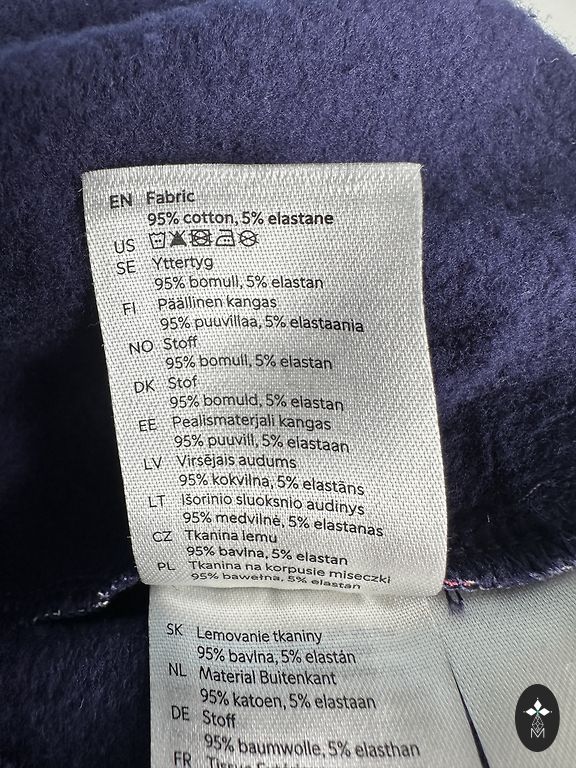 EN Fabric
95% cotton, 5% elastane
US
SE Yttertyg
95% bomull, 5% elastan
FI Päällinen kangas
95% puuvillaa, 5% elastaania
NO Stoff
95% bomull, 5% elastan
DK Stof
95% bomuld, 5% elastan
EE Pealismaterjali kangas
95% puuvill, 5% elastaan
LV Virsējais audums
95% kokvilna, 5% elastāns
LT Išorinio sluoksnio audinys
95% medvilnė, 5% elastanas
CZ Tkanina lemu
95% bavlna, 5% elastan
PL Tkanina na korpusie miseczki
95% bawełna, 5% elastan
SK Lemovanie tkaniny
95% bavlna, 5% elastán
NL Material Buitenkant
95% katoen, 5% elastaan
DE Stoff
95% baumwolle, 5% elasthan
FR